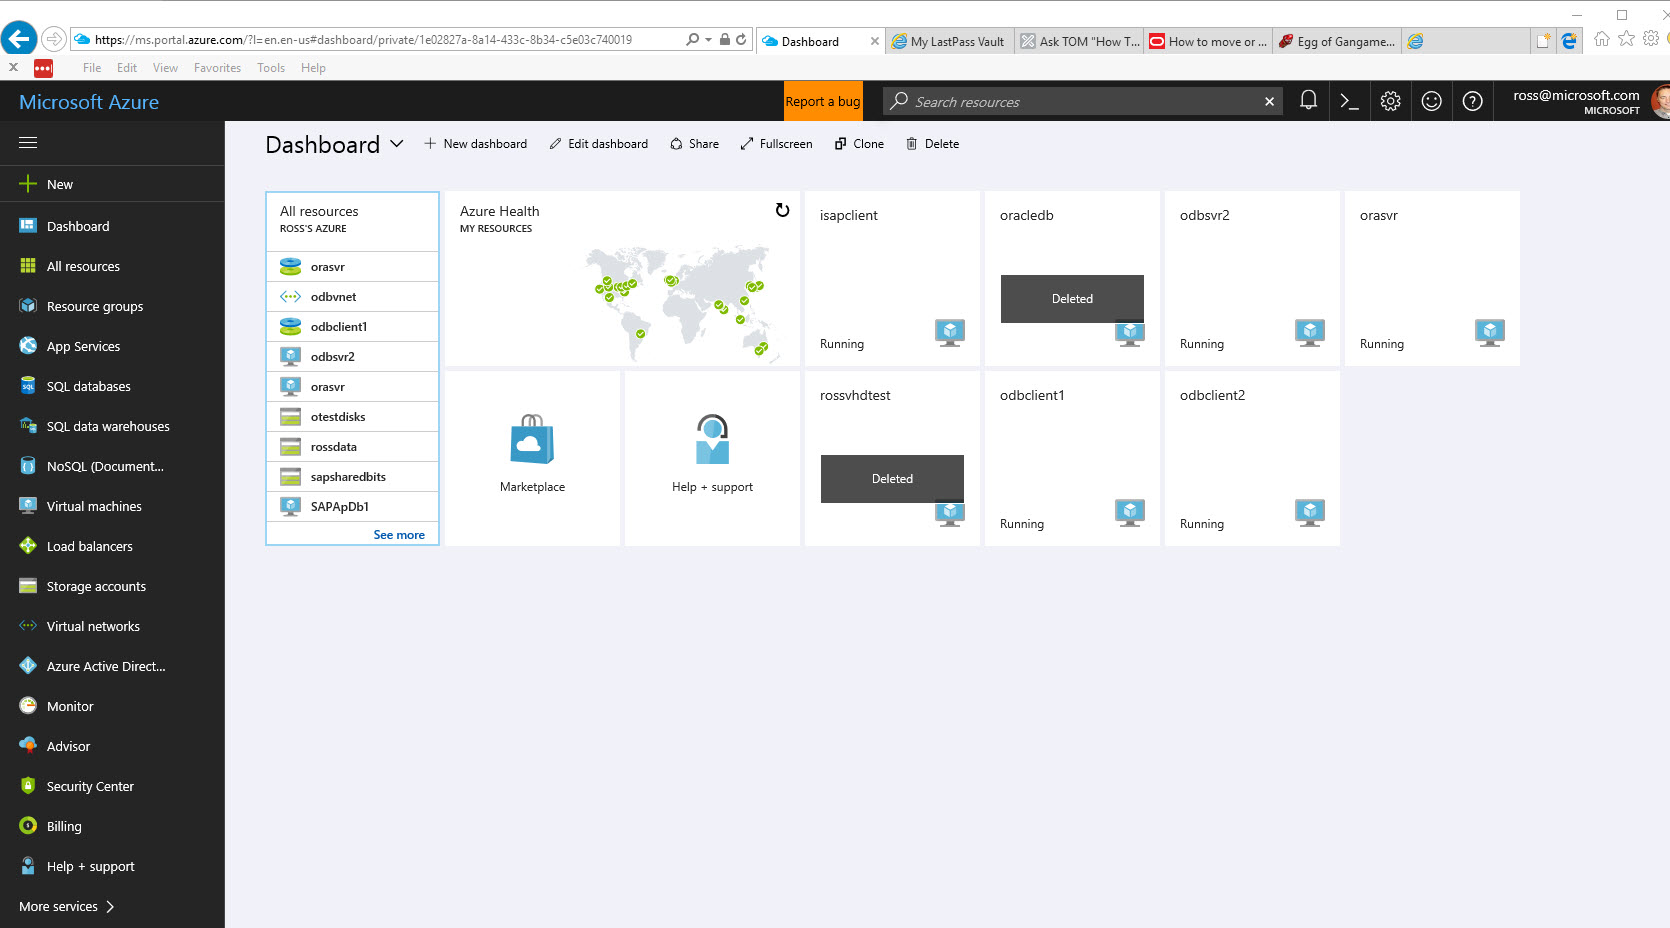 https://ms.portal.azure.com/?l=en.en-us#dashboard/private/1e02827a-8a14-433c-8b34-c5e03c740019
Dashboard
My LastPass Vault
Ask TOM "How T...
How to move or ...
Egg of Gangame...
File Edit View Favorites Tools Help
Microsoft Azure
Report a bug
Search resources
ross@microsoft.com
MICROSOFT
New
Dashboard
All resources
Resource groups
App Services
SQL databases
SQL data warehouses
NoSQL (Document...
Virtual machines
Load balancers
Storage accounts
Virtual networks
Azure Active Direct...
Monitor
Advisor
Security Center
Billing
Help + support
More services
Dashboard
New dashboard
Edit dashboard
Share
Fullscreen
Clone
Delete
All resources
ROSS'S AZURE
orasvr
odbvnet
odbclient1
odbsvr2
orasvr
otestdisks
rossdata
sapsharedbits
SAPApDb1
See more
Azure Health
MY RESOURCES
isapclient
Running
oracledb
Deleted
odbsvr2
Running
orasvr
Running
Marketplace
Help + support
rossvhdtest
Deleted
odbclient1
Running
odbclient2
Running